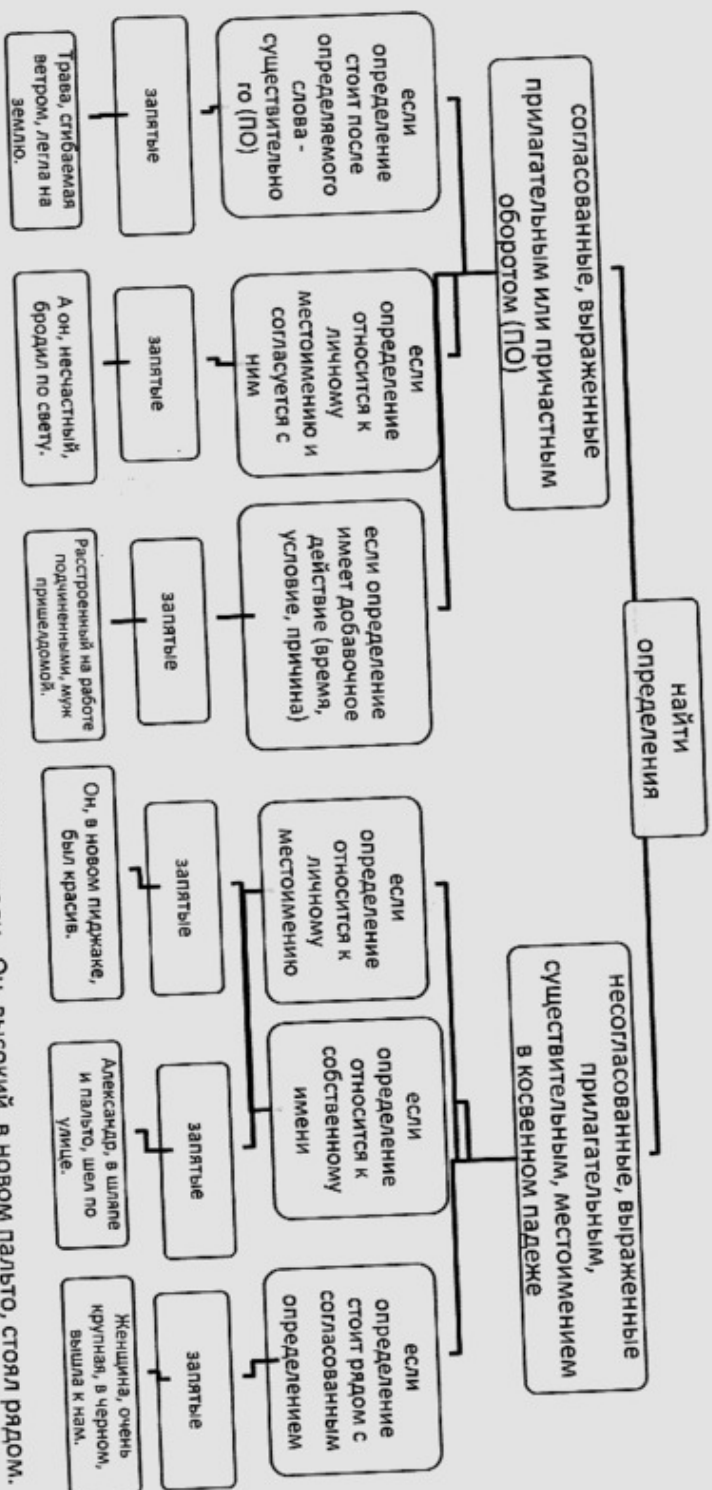 найти
определения
согласованные, выраженные
прилагательным или причастным
оборотом (ПО)
несогласованные, выраженные
прилагательным,
существительным, местоимением
в косвенном падеже
если
определение
стоит после
определяемого
слова -
существительно
го (ПО)
если
определение
относится к
личному
местоимению и
согласуется с
ним
если определение
имеет добавочное
действие (время,
условие, причина)
если
определение
относится к
личному
местоимению
если
определение
относится к
собственному
имени
если
определение
стоит рядом с
согласованным
определением
запятые
запятые
запятые
запятые
запятые
запятые
Трава, сгибаемая
ветром, легла на
землю.
А он, несчастный,
бродил по свету.
Расстроенный на работе
подчиненными, муж
пришелдомой.
Он, в новом пиджаке,
был красив.
Александр, в шляпе
и пальто, шел по
улице.
Женщина, очень
крупная, в черном,
вышла к нам.
Он, высокий, в новом пальто, стоял рядом.